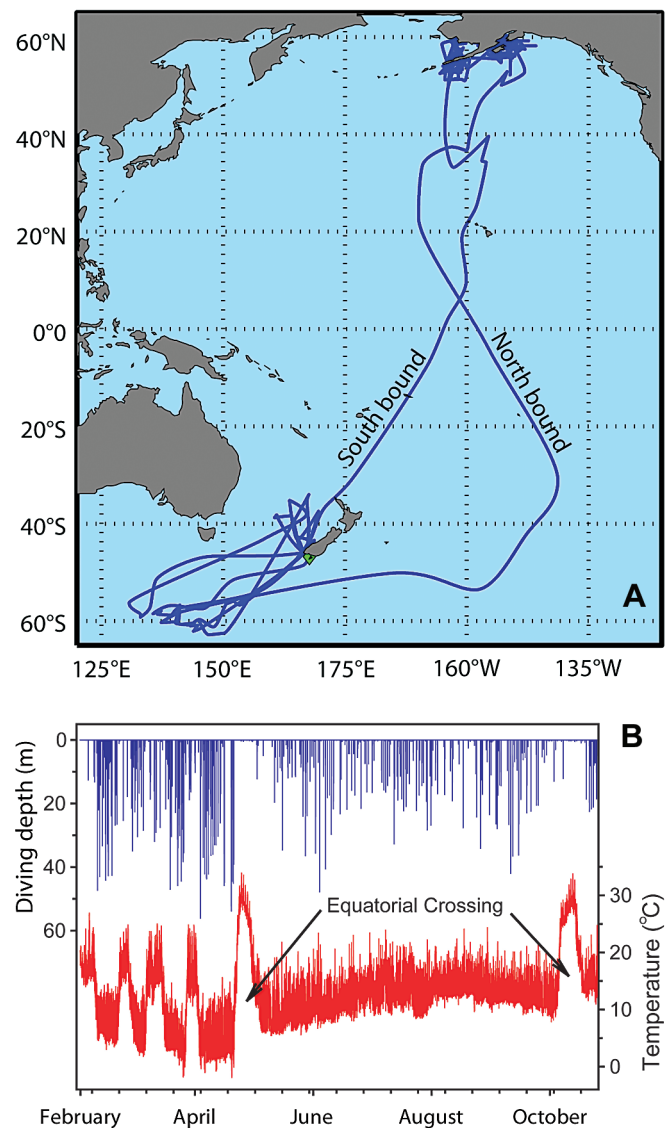 60°N
40°N
20°N
0°0
20°S
40°S
60°S
South bound
North bound
A
125°E 150°E 175°E 160°W 135°W
B
Diving depth (m)
0
20
40
60
Equatorial Crossing
30
20
10
0
Temperature (°C)
February April June August October